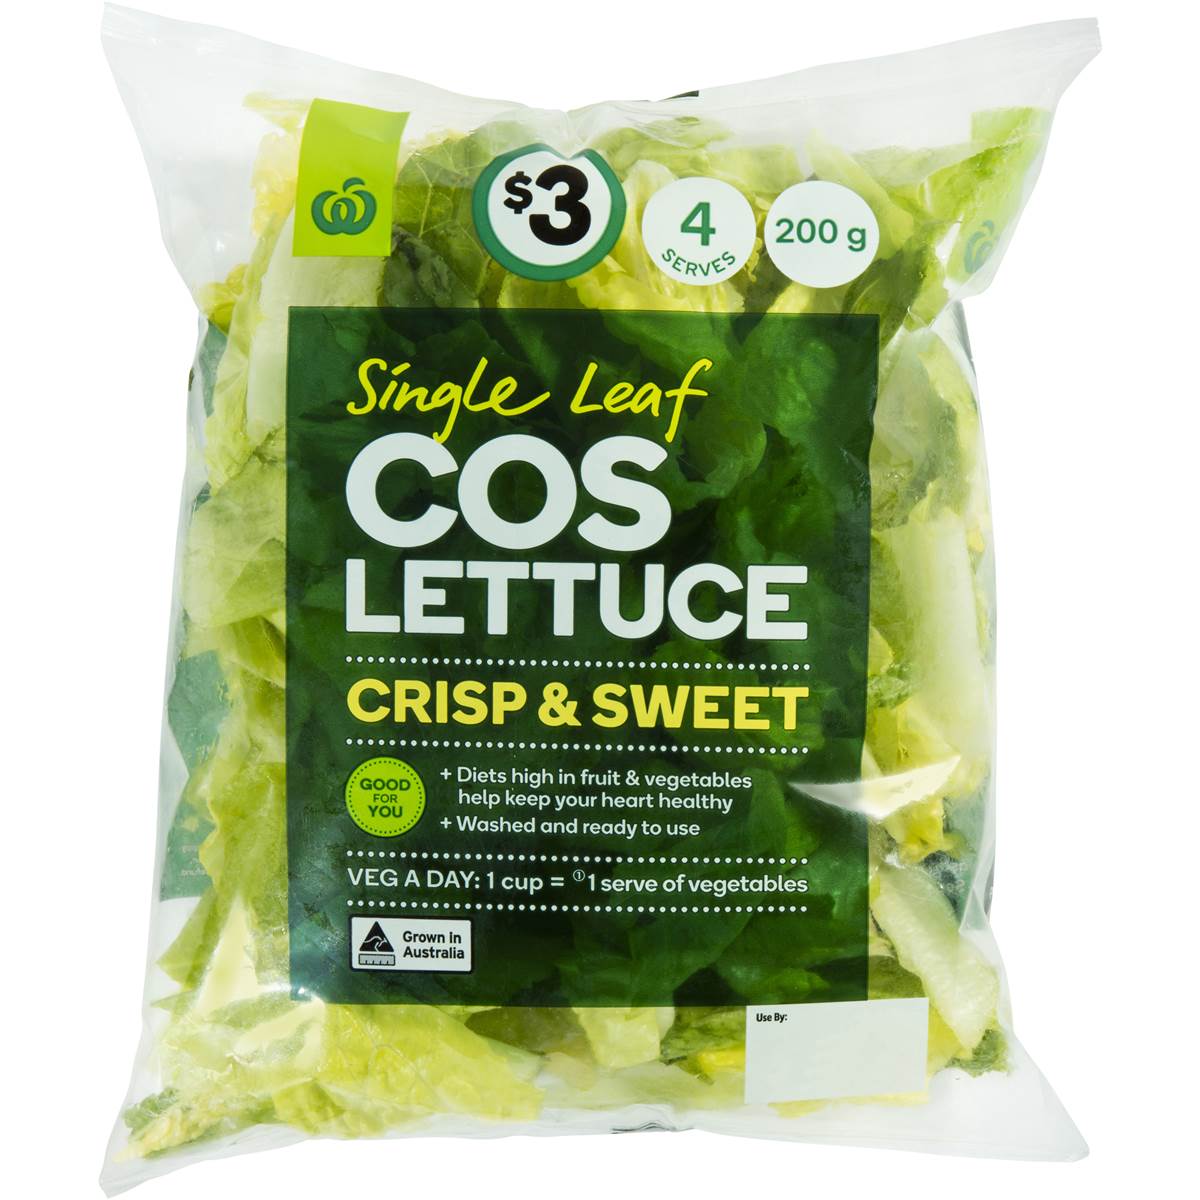 $3
4
SERVES
200 g
Single Leaf
COS
LETTUCE
CRISP & SWEET
GOOD
FOR
YOU
+ Diets high in fruit & vegetables
help keep your heart healthy
+ Washed and ready to use
VEG A DAY: 1 cup = ①1 serve of vegetables
Grown in
Australia
Use By: